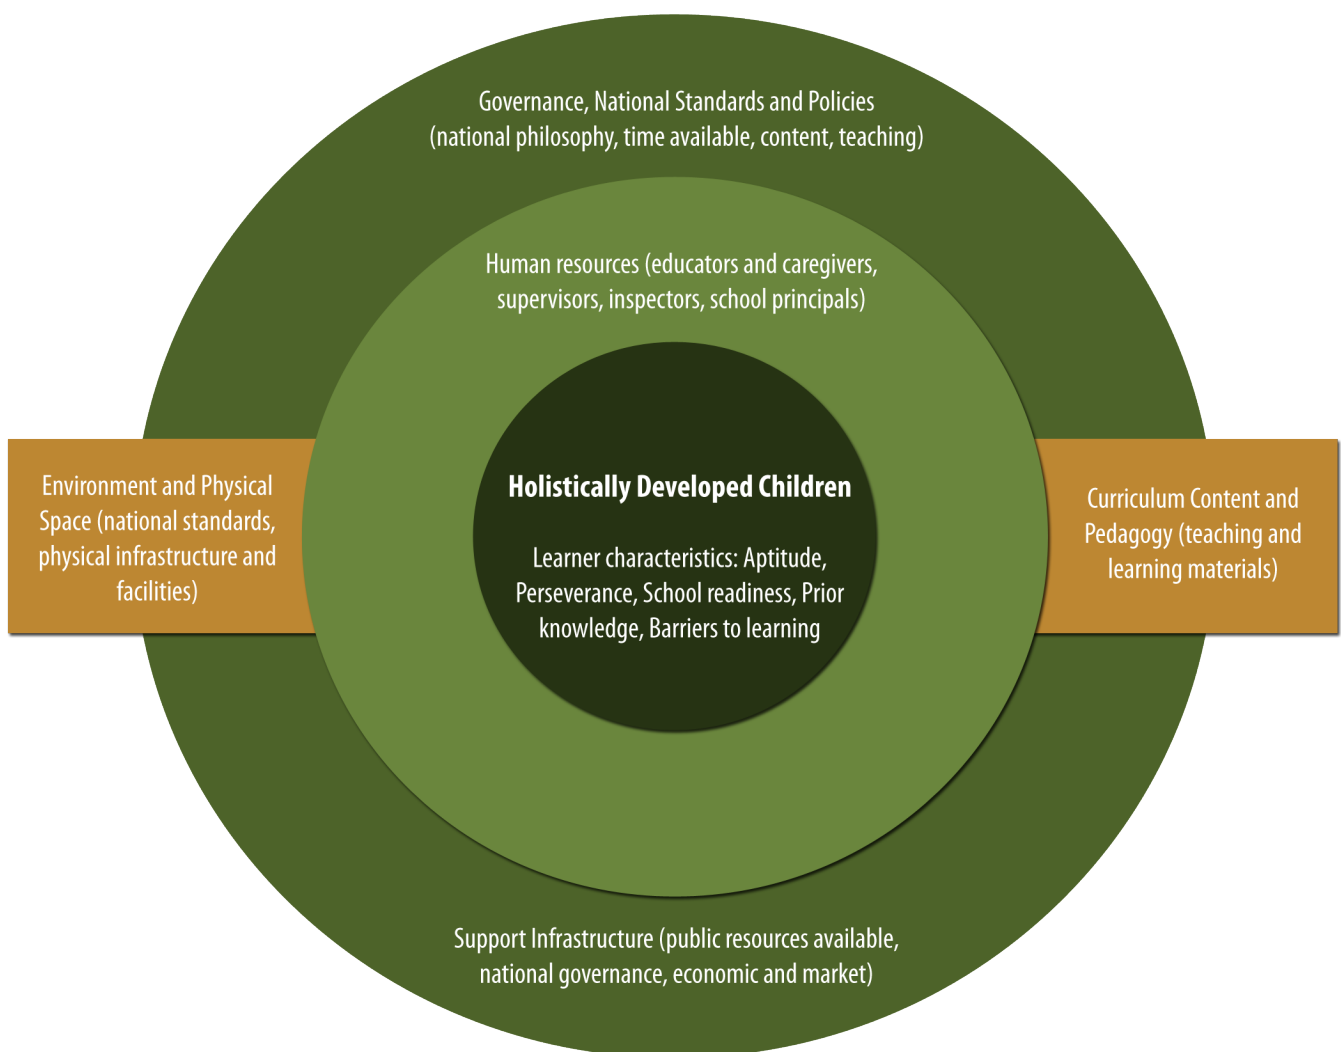 Governance, National Standards and Policies
(national philosophy, time available, content, teaching)
Human resources (educators and caregivers,
supervisors, inspectors, school principals)
Environment and Physical
Space (national standards,
physical infrastructure and
facilities)
Holistically Developed Children
Learner characteristics: Aptitude,
Perseverance, School readiness, Prior
knowledge, Barriers to learning
Curriculum Content and
Pedagogy (teaching and
learning materials)
Support Infrastructure (public resources available,
national governance, economic and market)